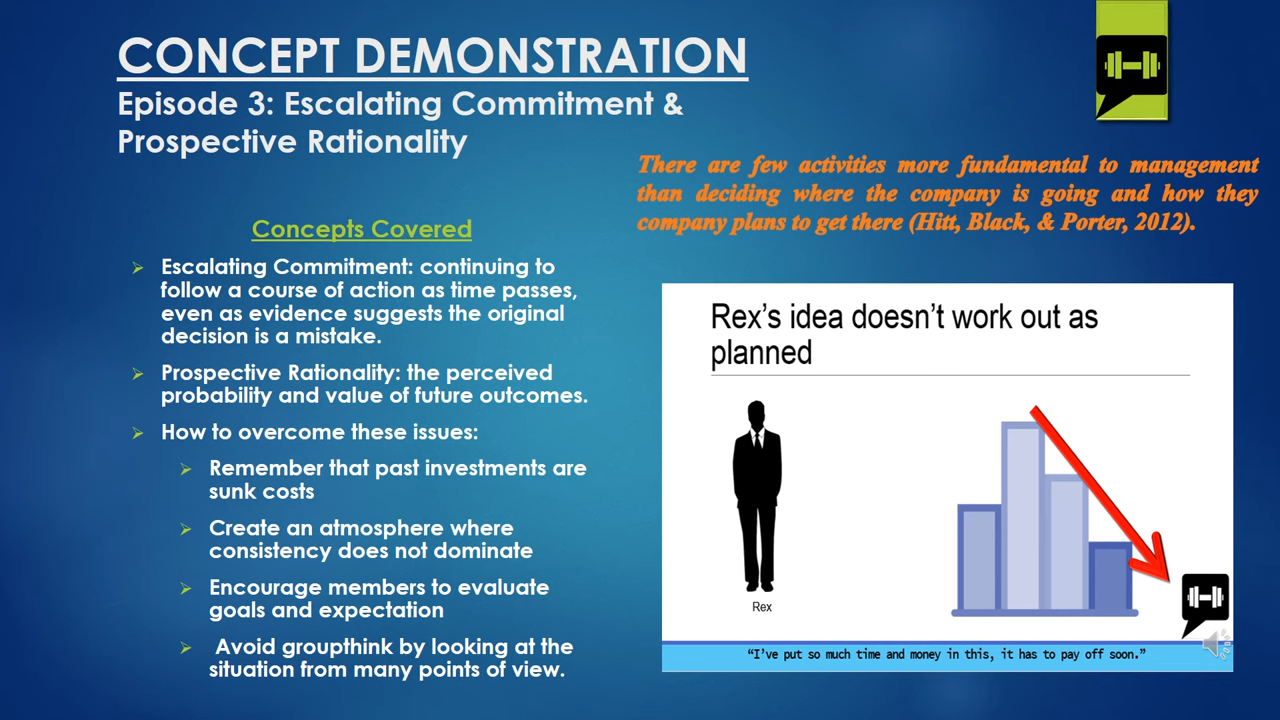 CONCEPT DEMONSTRATION
Episode 3: Escalating Commitment &
Prospective Rationality
There are few activities more fundamental to management
than deciding where the company is going and how they
company plans to get there (Hitt, Black, & Porter, 2012).
Concepts Covered
Escalating Commitment: continuing to
follow a course of action as time passes,
even as evidence suggests the original
decision is a mistake.
Prospective Rationality: the perceived
probability and value of future outcomes.
How to overcome these issues:
Remember that past investments are
sunk costs
Create an atmosphere where
consistency does not dominate
Encourage members to evaluate
goals and expectation
Avoid groupthink by looking at the
situation from many points of view.
Rex's idea doesn't work out as
planned
Rex
"I've put so much time and money in this, it has to pay off soon."